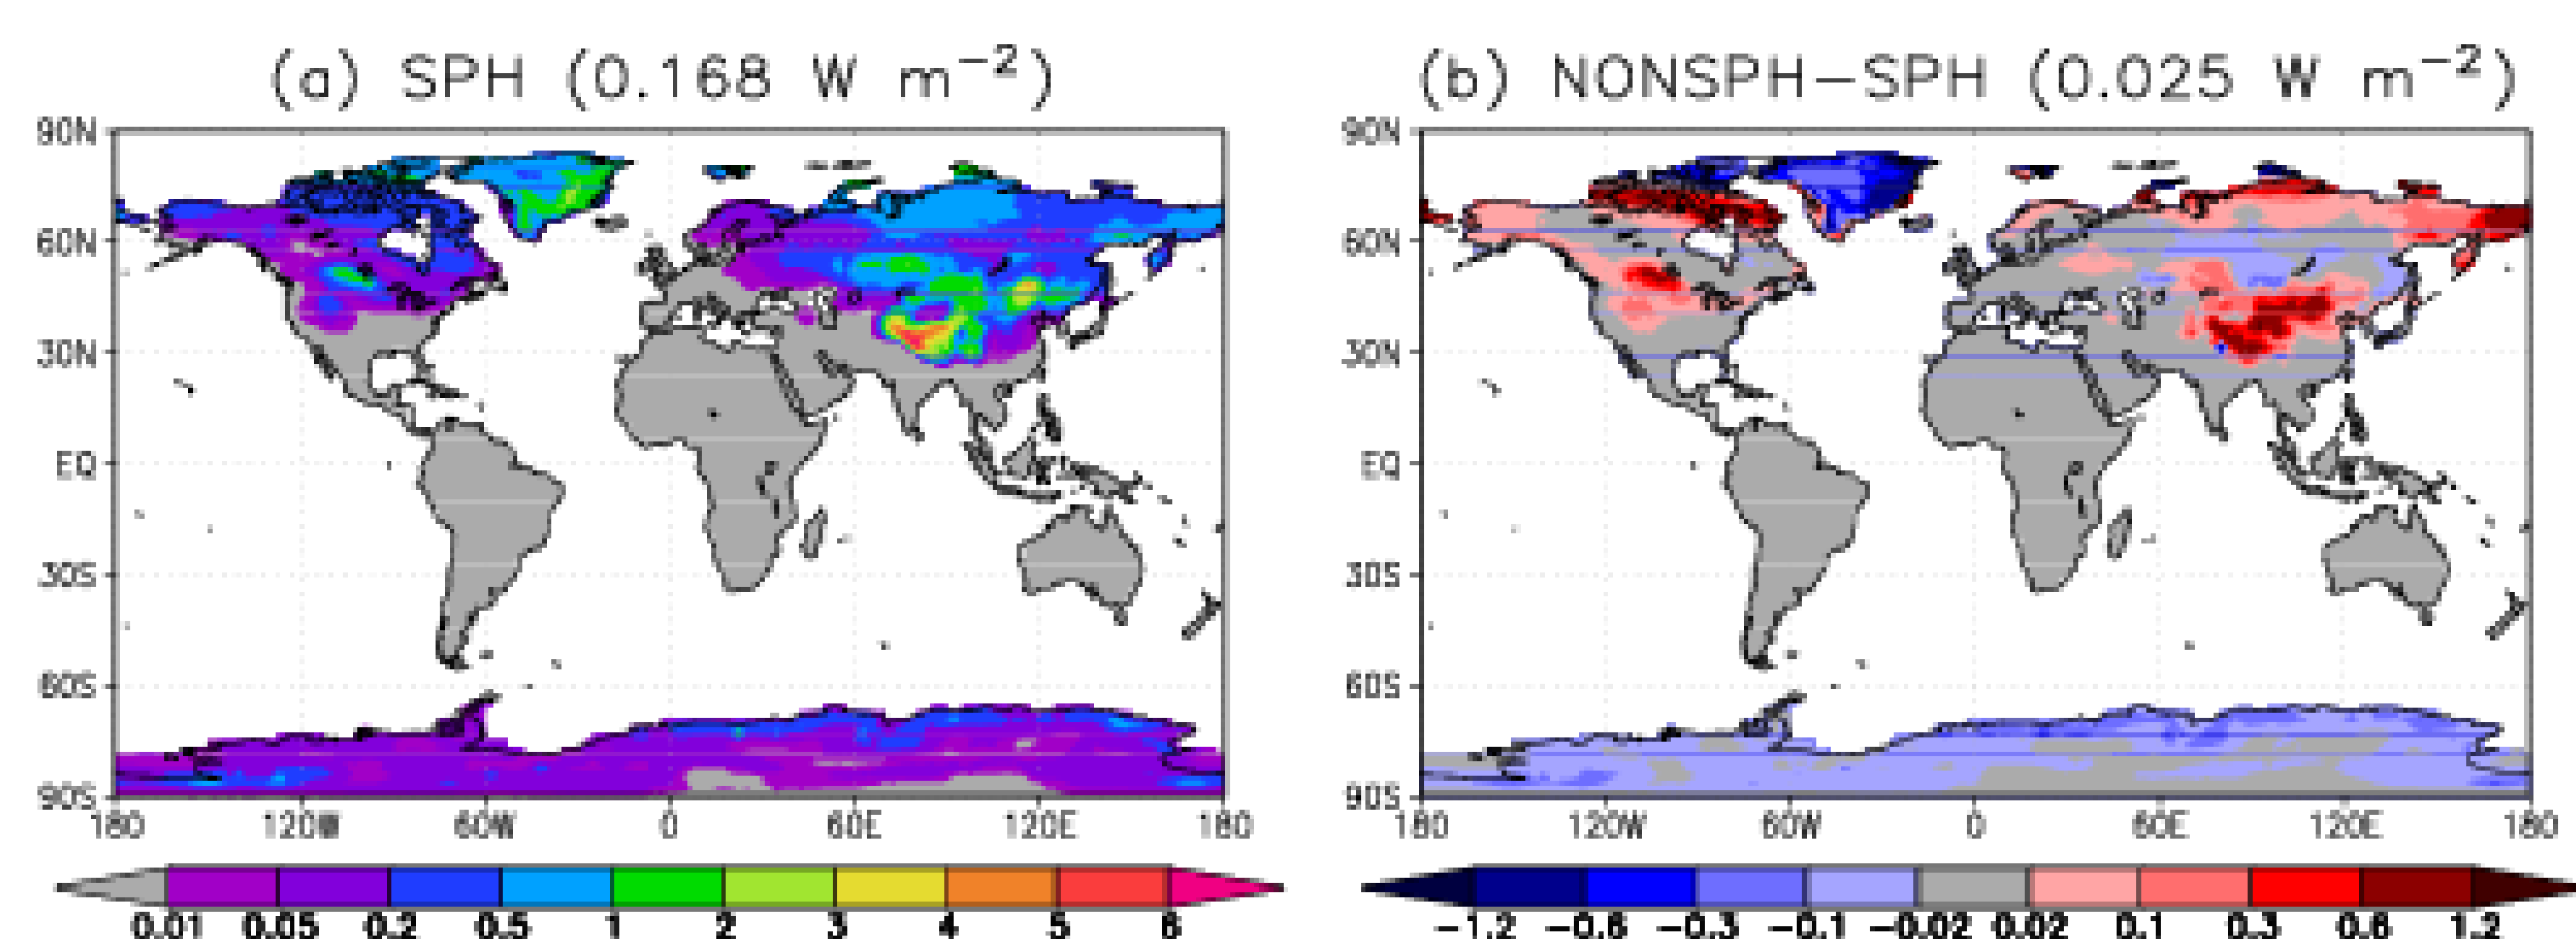 (a) SPH (0.168 W m⁻²)
(b) NONSPH−SPH (0.025 W m⁻²)
90N
60N
30N
EQ
30S
60S
90S
180 120W 60W 0 60E 120E 180
90N
60N
30N
EQ
30S
60S
90S
180 120W 60W 0 60E 120E 180
0.01 0.05 0.2 0.5 1 2 3 4 5 6
−1.2 −0.6 −0.3 −0.1 −0.02 0.02 0.1 0.3 0.6 1.2